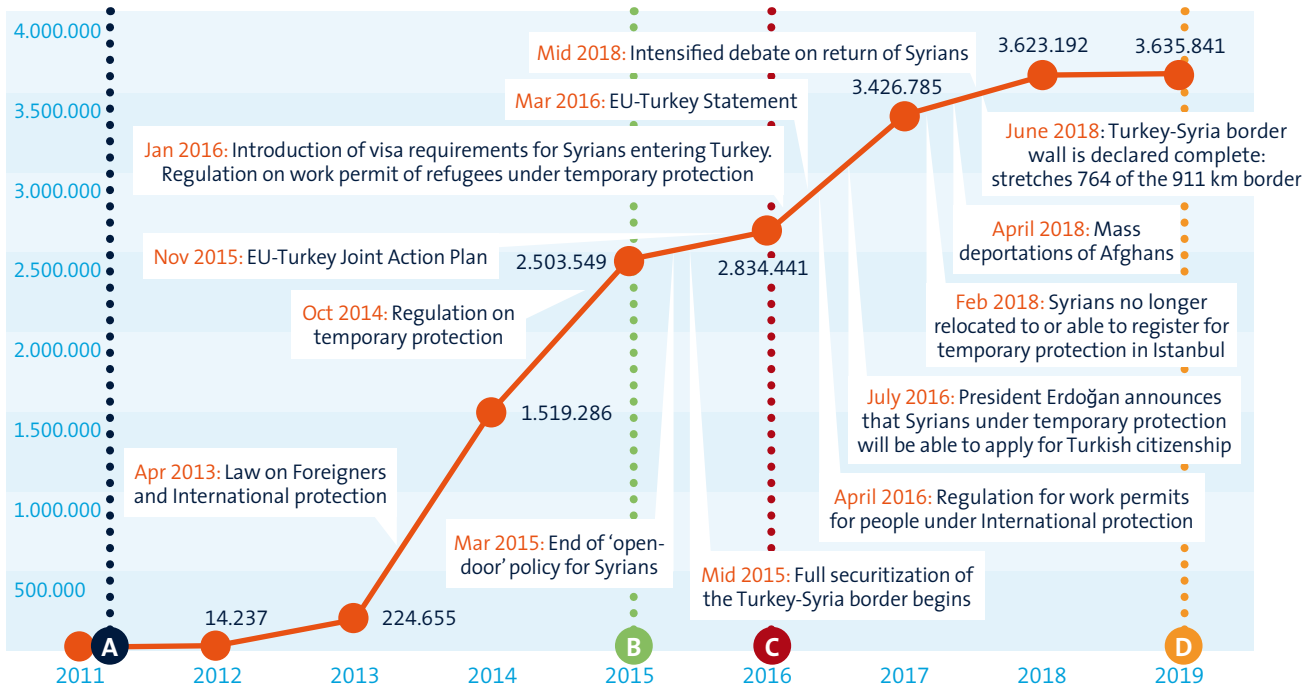 4.000.000
3.500.000
3.000.000
2.500.000
2.000.000
1.500.000
1.000.000
500.000
Mid 2018: Intensified debate on return of Syrians
3.623.192
3.635.841
Mar 2016: EU-Turkey Statement
3.426.785
June 2018: Turkey-Syria border
wall is declared complete:
stretches 764 of the 911 km border
Jan 2016: Introduction of visa requirements for Syrians entering Turkey.
Regulation on work permit of refugees under temporary protection
April 2018: Mass
deportations of Afghans
Nov 2015: EU-Turkey Joint Action Plan
2.503.549
2.834.441
Oct 2014: Regulation on
temporary protection
Feb 2018: Syrians no longer
relocated to or able to register for
temporary protection in Istanbul
1.519.286
July 2016: President Erdoğan announces
that Syrians under temporary protection
will be able to apply for Turkish citizenship
Apr 2013: Law on Foreigners
and International protection
April 2016: Regulation for work permits
for people under International protection
Mar 2015: End of ‘open-
door’ policy for Syrians
Mid 2015: Full securitization of
the Turkey-Syria border begins
14.237
224.655
A
B
C
D
2011
2012
2013
2014
2015
2016
2017
2018
2019